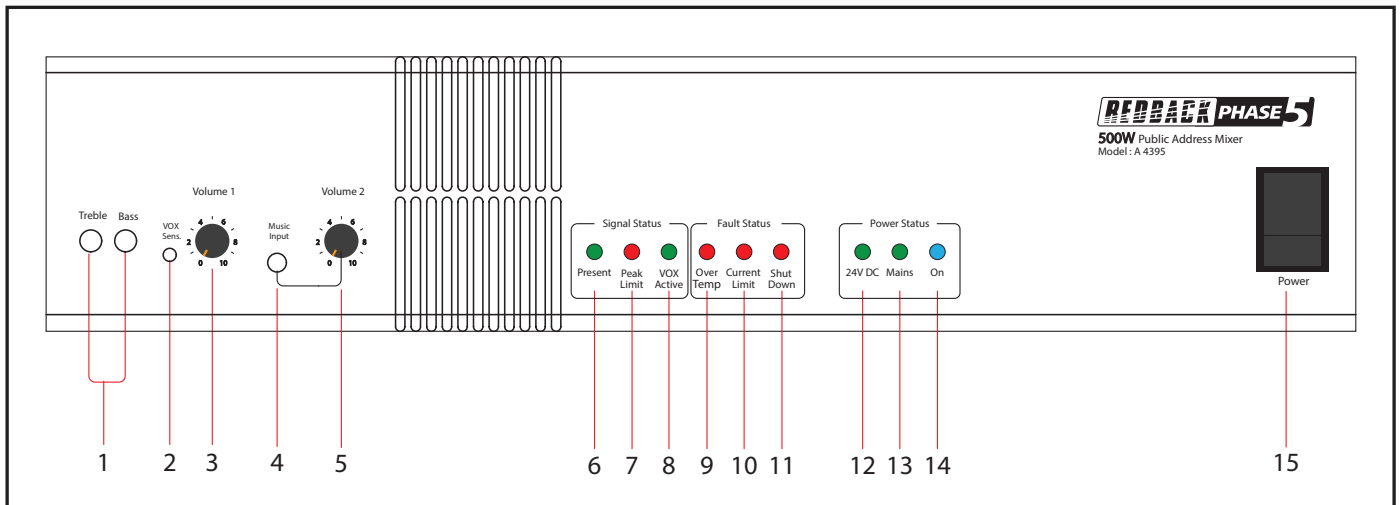 REDBACK PHASE 5
500W Public Address Mixer
Model : A 4395
Volume 1
Volume 2
Treble
Bass
VOX
Sens.
0 2 4 6 8 10
Music
Input
0 2 4 6 8 10
Signal Status
Fault Status
Power Status
Present
Peak
Limit
VOX
Active
Over
Temp
Current
Limit
Shut
Down
24V DC
Mains
On
Power
1 2 3 4 5 6 7 8 9 10 11 12 13 14 15